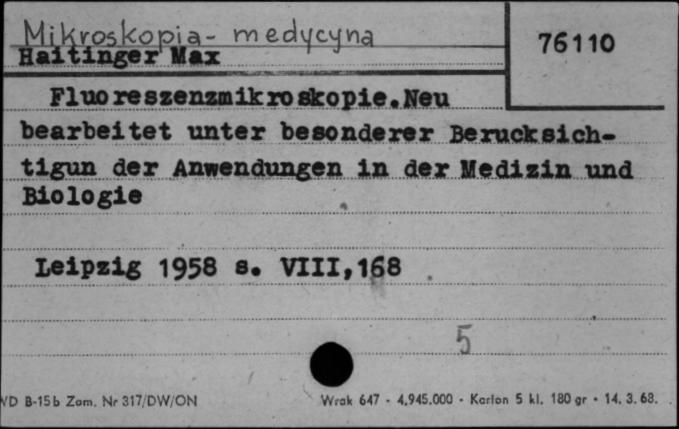 Mikroskopia - medycyna
76110
Haitinger Max
Fluoreszenzmikroskopie.Neu
bearbeitet unter besonderer Berucksich-
tigun der Anwendungen in der Medizin und
Biologie
Leipzig 1958 s. VIII,168
5
WD B-15b Zam. Nr 317/DW/ON
Wrak 647 - 4.945.000 - Karton 5 kl. 180 gr - 14. 3. 68.